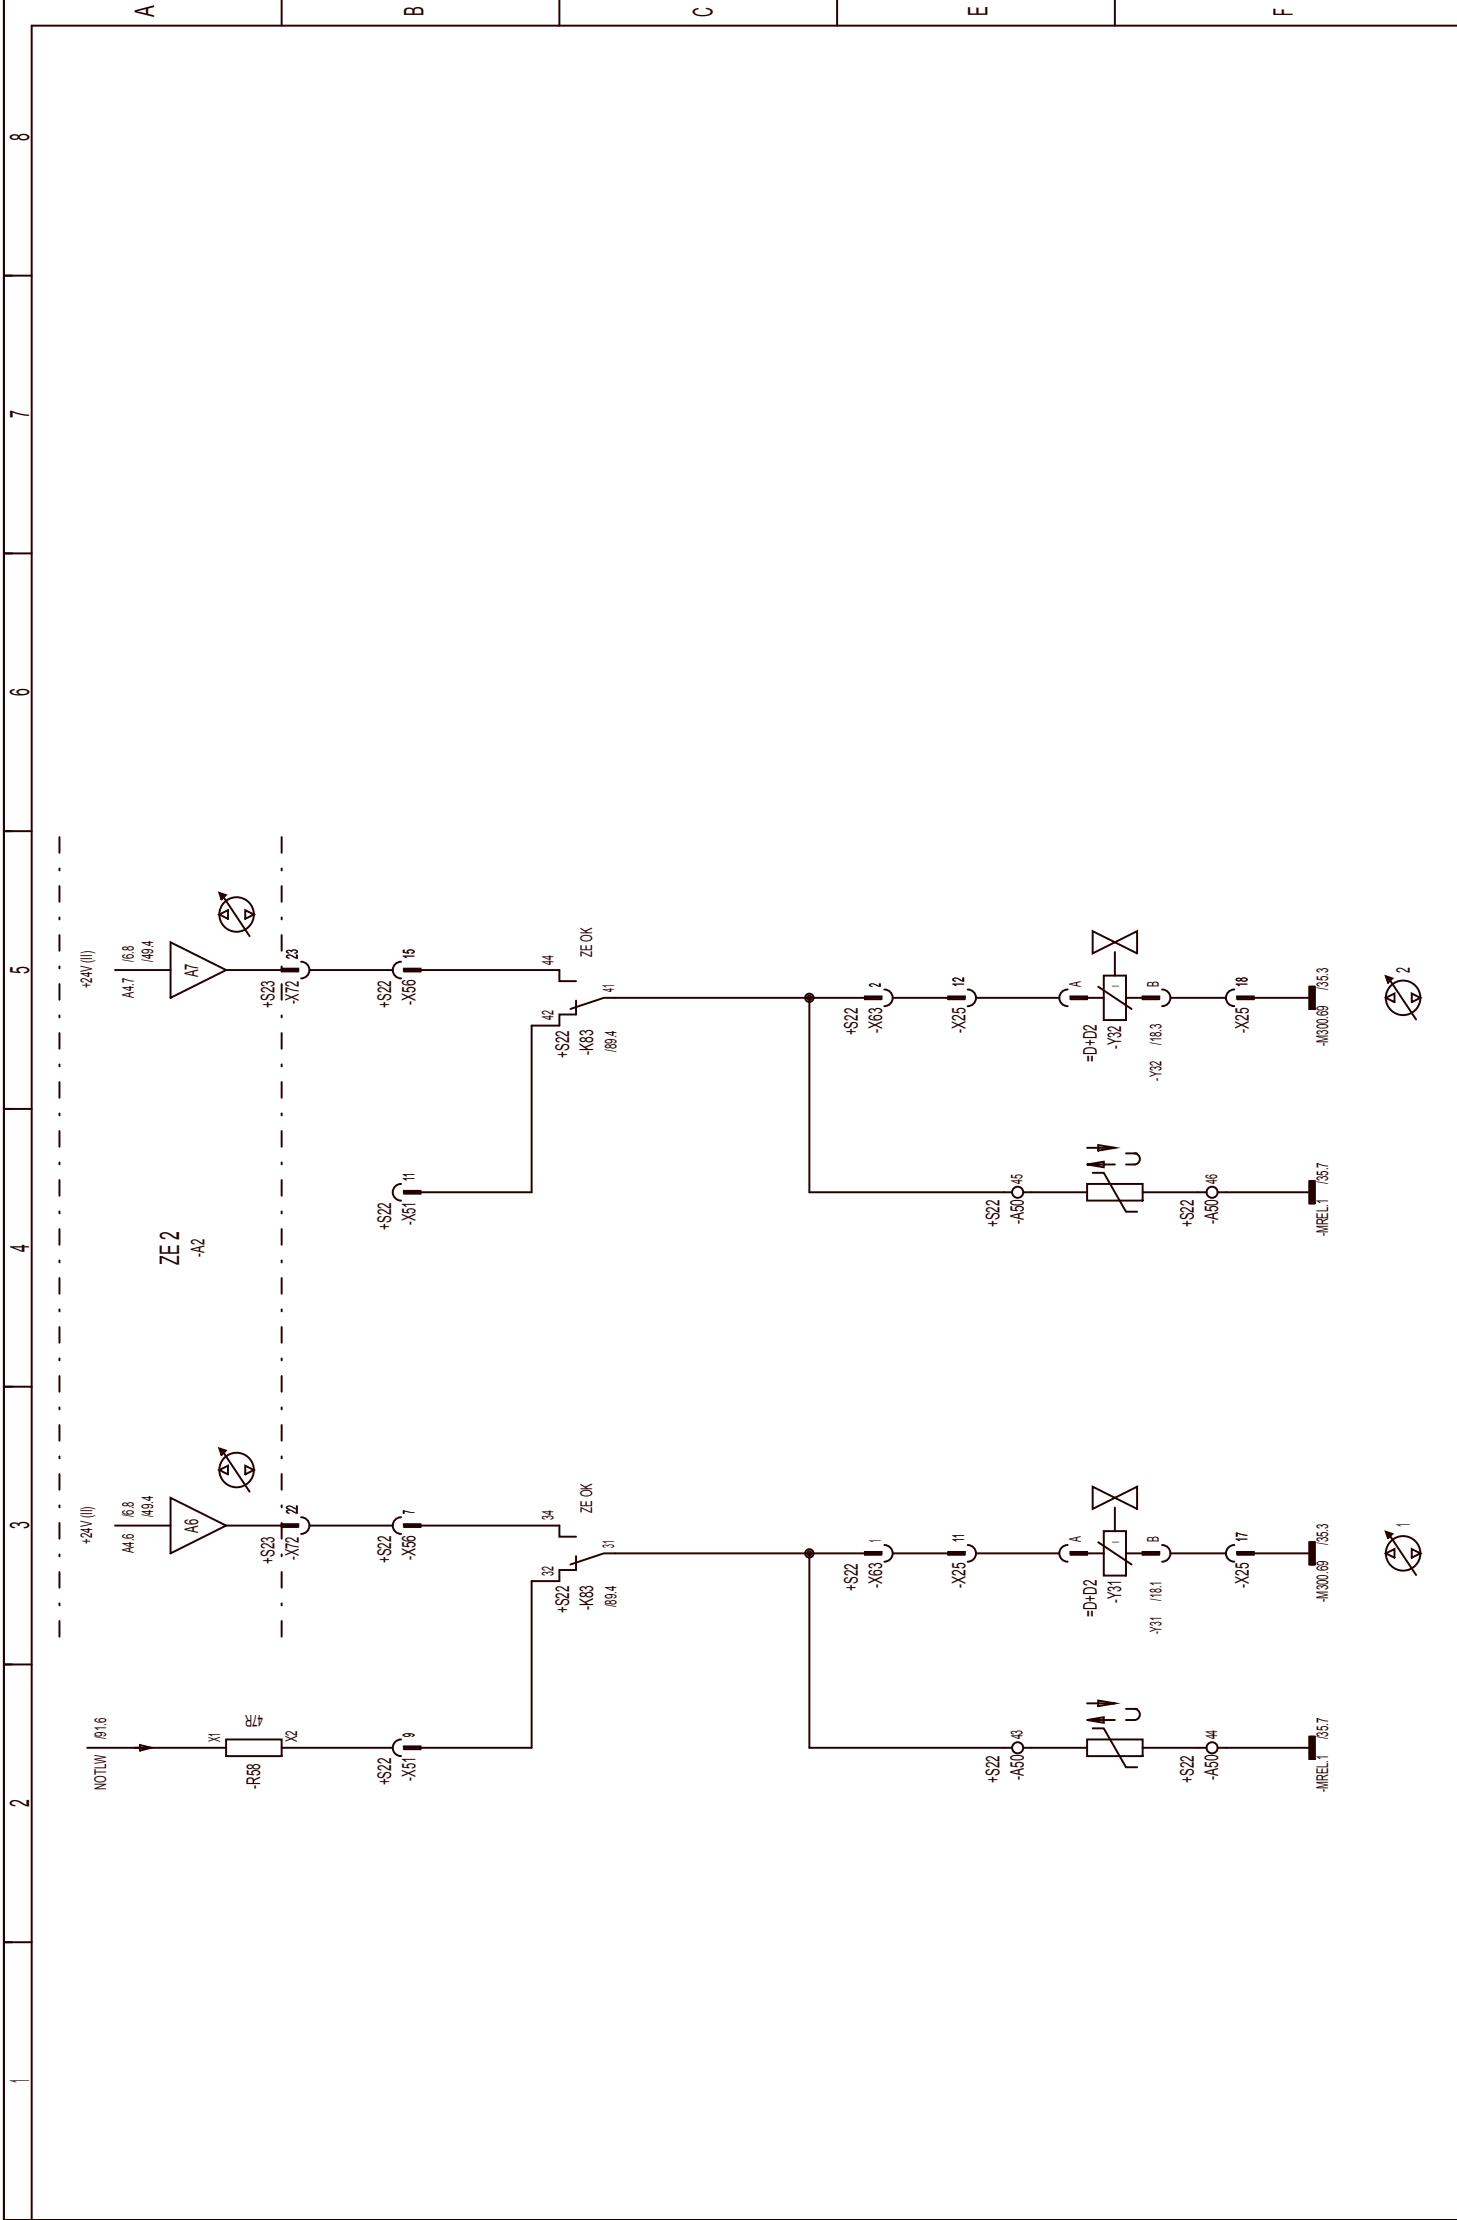 1
2
3
4
5
6
7
8
A
B
C
E
F
NOTLW /91.6
X1
47R
-R58
X2
+S22
-X51 9
+24V (II)
A4.6 /6.8
/49.4
A6
+S23
-X72 22
+S22
-X56 7
34
32
ZE OK
+S22
-K83
/89.4
31
ZE 2
-A2
+S22
-X51 11
+24V (II)
A4.7 /6.8
/49.4
A7
+S23
-X72 23
+S22
-X56 15
44
42
ZE OK
+S22
-K83
/89.4
41
+S22
-A50 43
U
+S22
-A50 44
-MREL.1 /35.7
+S22
-X63 1
-X25 11
A
=D+D2
-Y31
B
-Y31 /18.1
-X25 17
-M300.69 /35.3
1
+S22
-A50 45
U
+S22
-A50 46
-MREL.1 /35.7
+S22
-X63 2
-X25 12
A
=D+D2
-Y32
B
-Y32 /18.3
-X25 18
-M300.69 /35.3
2